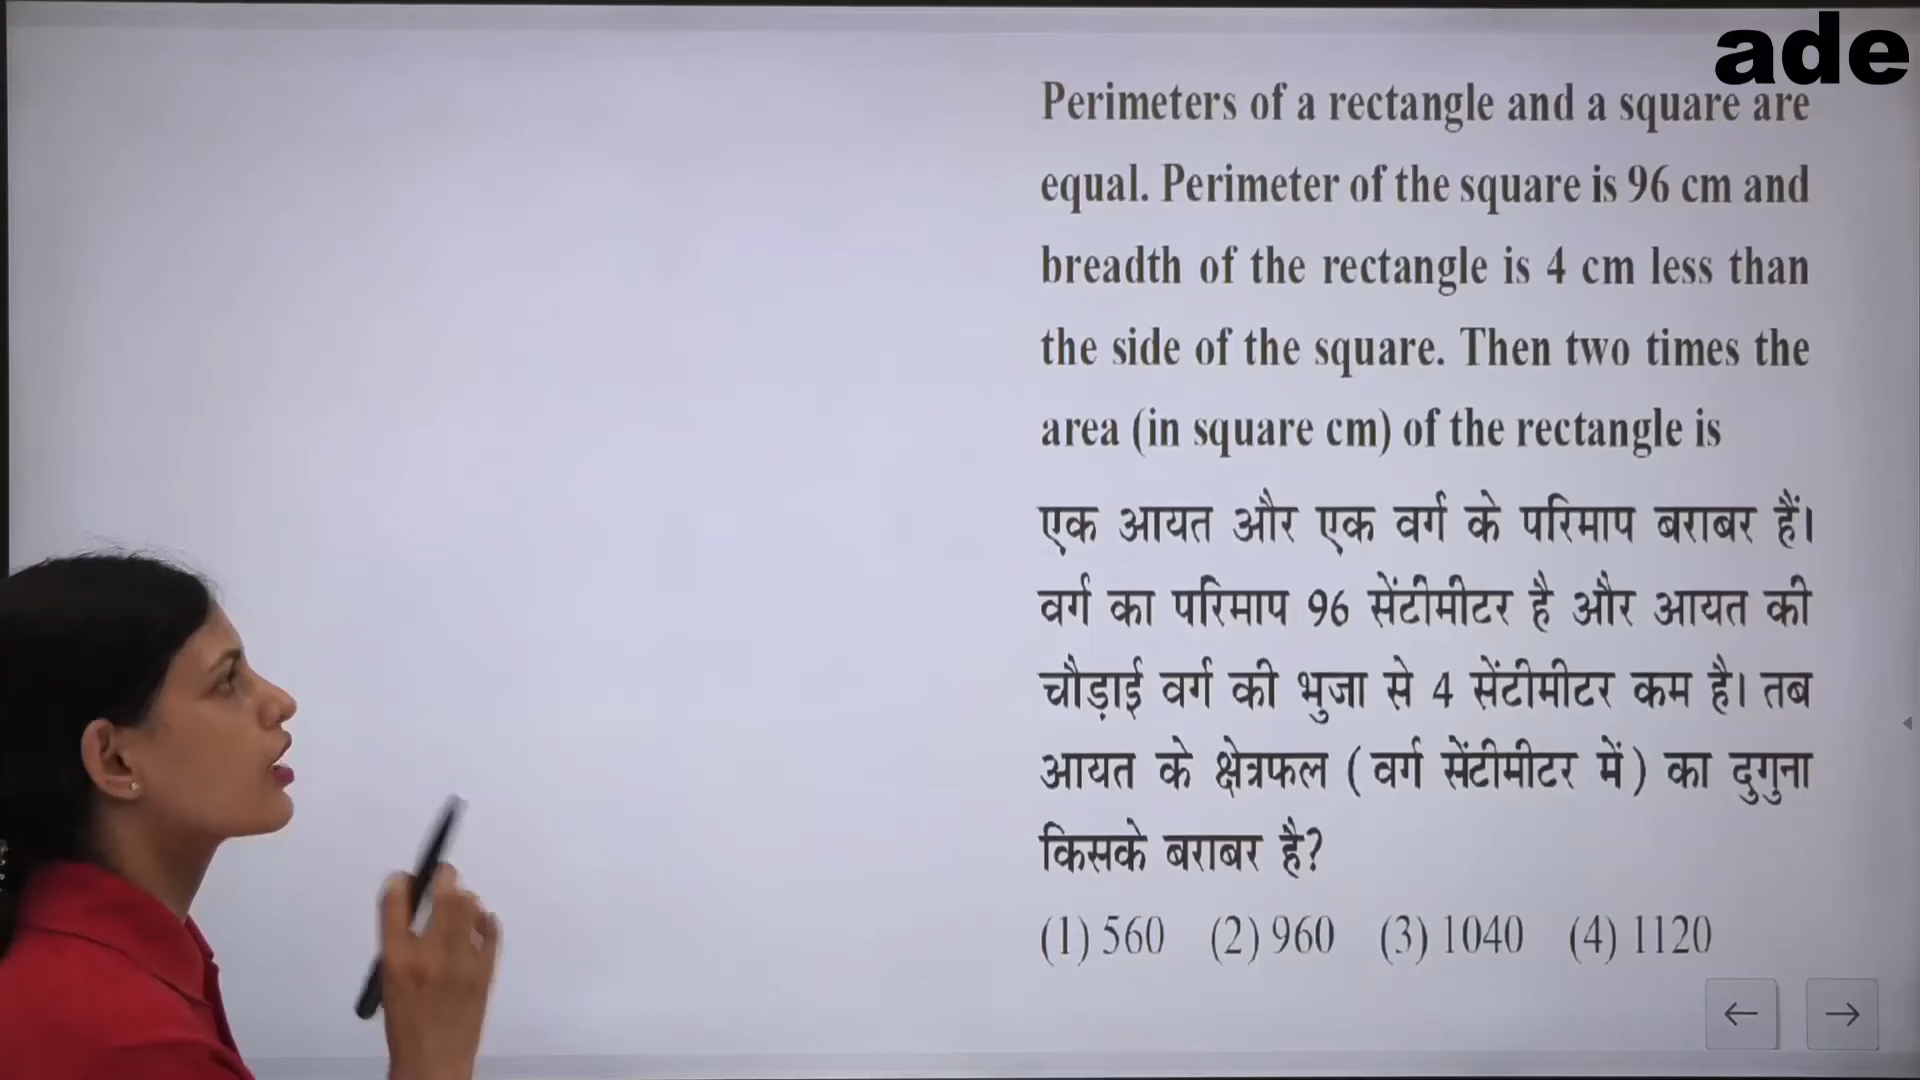 ade
Perimeters of a rectangle and a square are
equal. Perimeter of the square is 96 cm and
breadth of the rectangle is 4 cm less than
the side of the square. Then two times the
area (in square cm) of the rectangle is
एक आयत और एक वर्ग के परिमाप बराबर हैं।
वर्ग का परिमाप 96 सेंटीमीटर है और आयत की
चौड़ाई वर्ग की भुजा से 4 सेंटीमीटर कम है। तब
आयत के क्षेत्रफल (वर्ग सेंटीमीटर में) का दुगुना
किसके बराबर है?
(1) 560 (2) 960 (3) 1040 (4) 1120